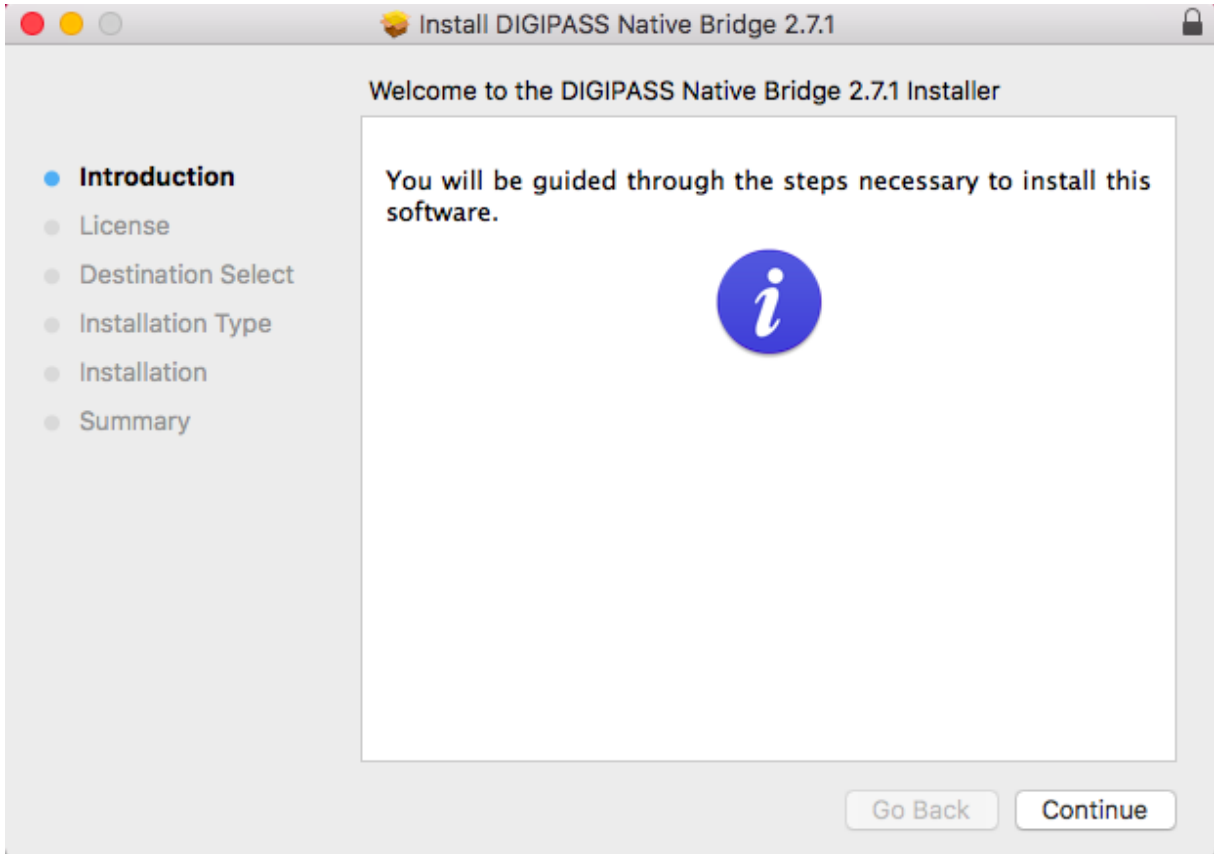 Install DIGIPASS Native Bridge 2.7.1
Welcome to the DIGIPASS Native Bridge 2.7.1 Installer
Introduction
License
Destination Select
Installation Type
Installation
Summary
You will be guided through the steps necessary to install this
software.
i
Go Back
Continue